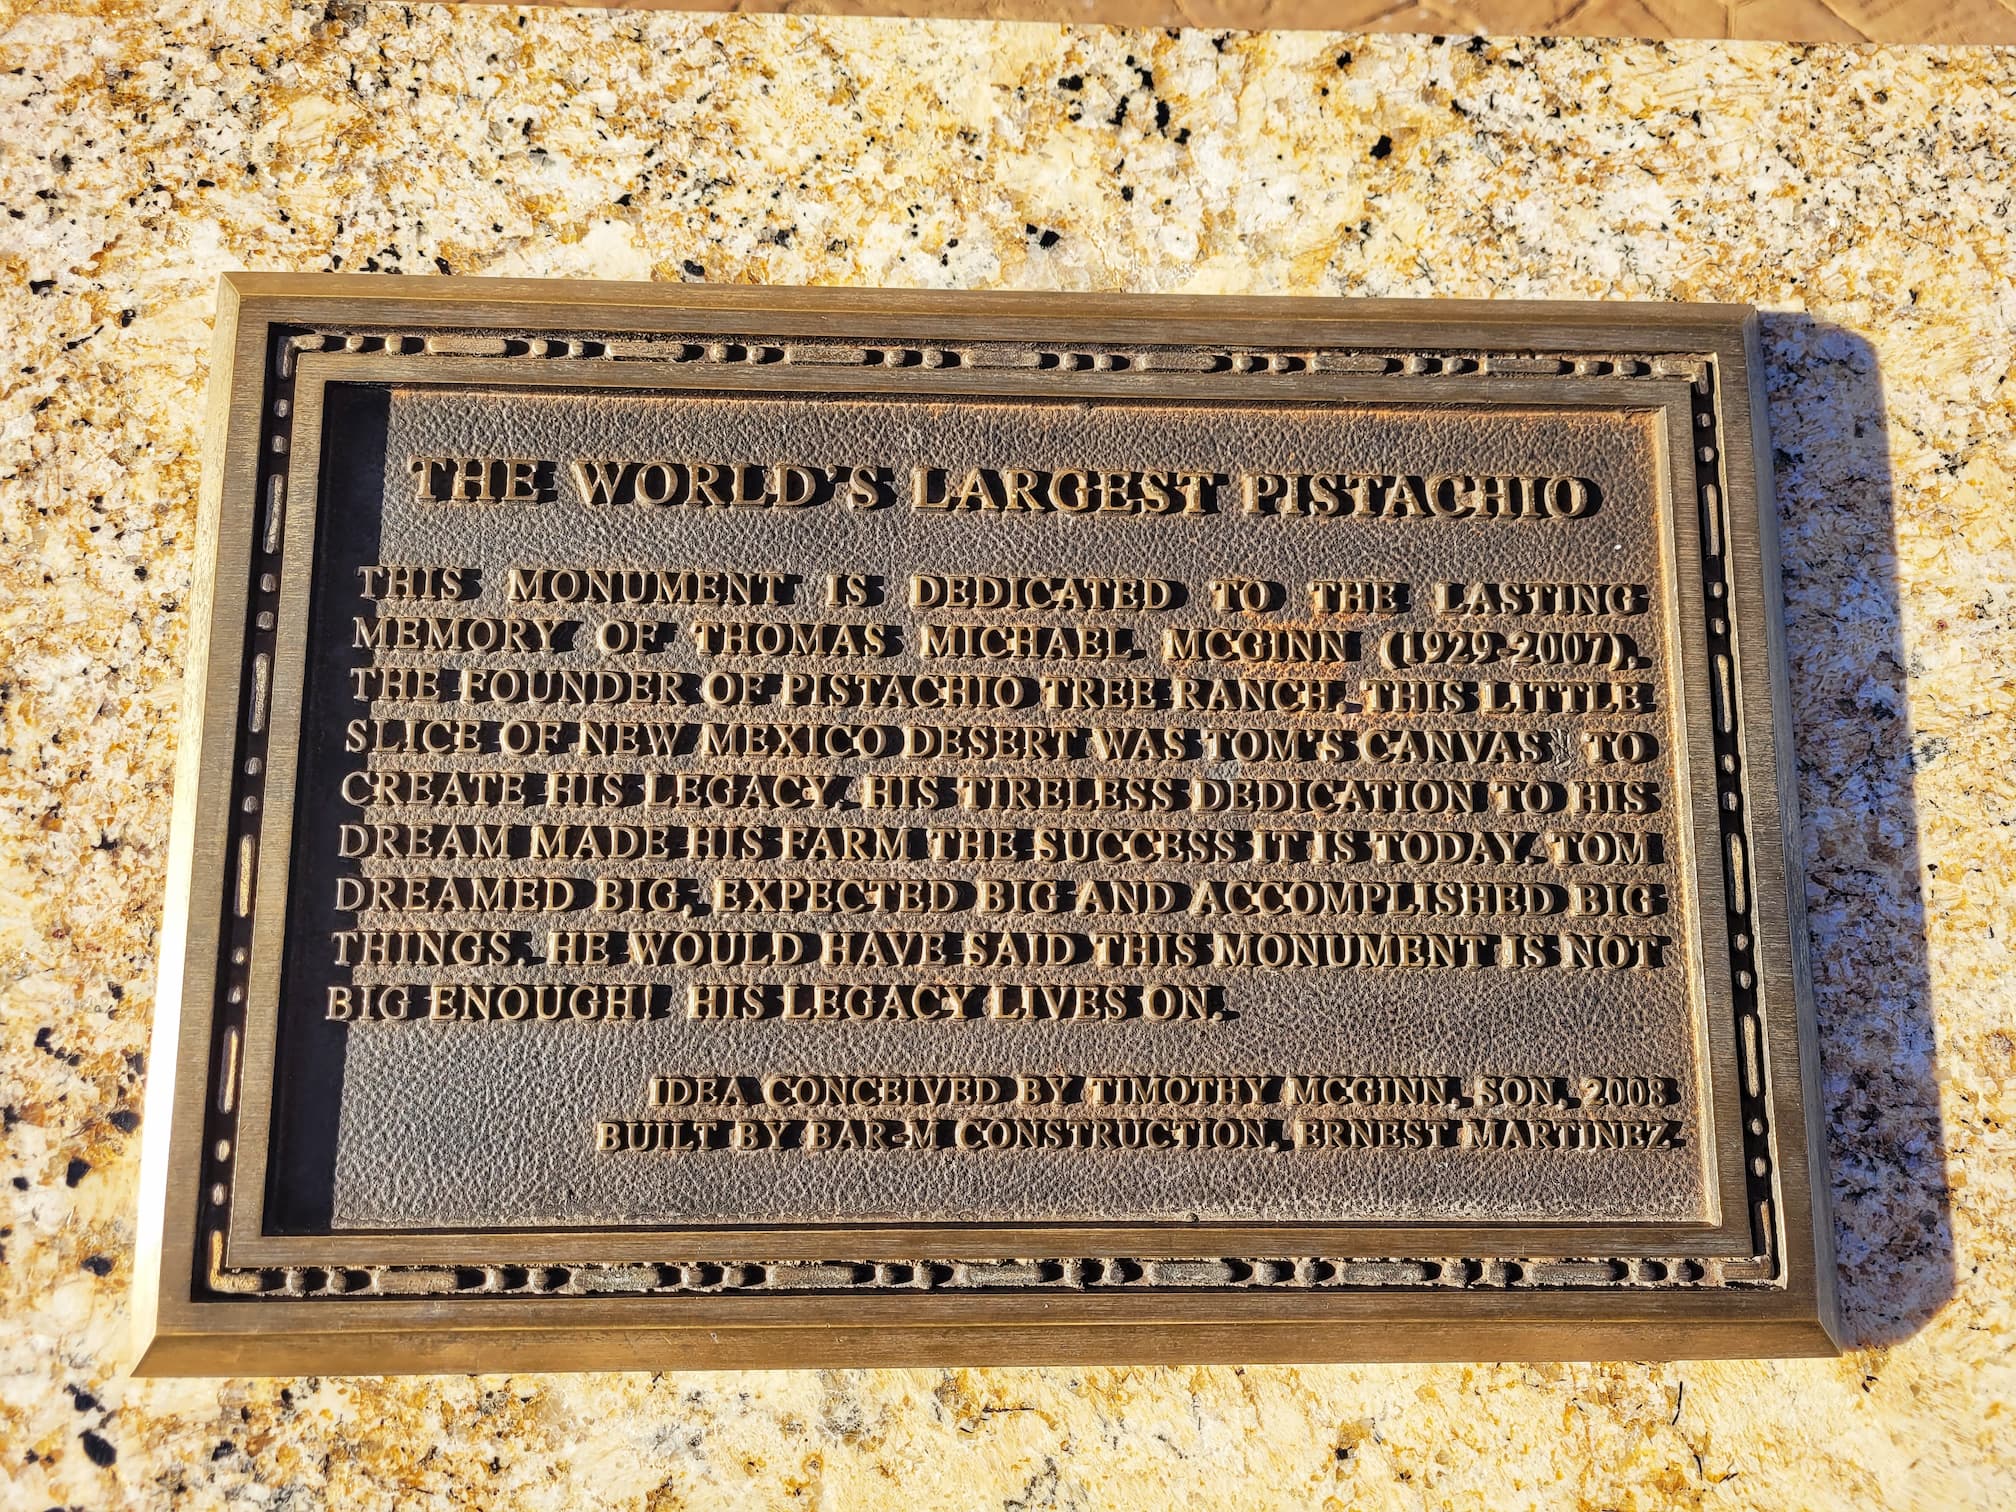 THE WORLD'S LARGEST PISTACHIO
THIS MONUMENT IS DEDICATED TO THE LASTING
MEMORY OF THOMAS MICHAEL MCGINN (1929-2007),
THE FOUNDER OF PISTACHIO TREE RANCH. THIS LITTLE
SLICE OF NEW MEXICO DESERT WAS TOM'S CANVAS TO
CREATE HIS LEGACY. HIS TIRELESS DEDICATION TO HIS
DREAM MADE HIS FARM THE SUCCESS IT IS TODAY. TOM
DREAMED BIG, EXPECTED BIG AND ACCOMPLISHED BIG
THINGS. HE WOULD HAVE SAID THIS MONUMENT IS NOT
BIG ENOUGH! HIS LEGACY LIVES ON.
IDEA CONCEIVED BY TIMOTHY MCGINN, SON, 2008
BUILT BY BAR-M CONSTRUCTION, ERNEST MARTINEZ.